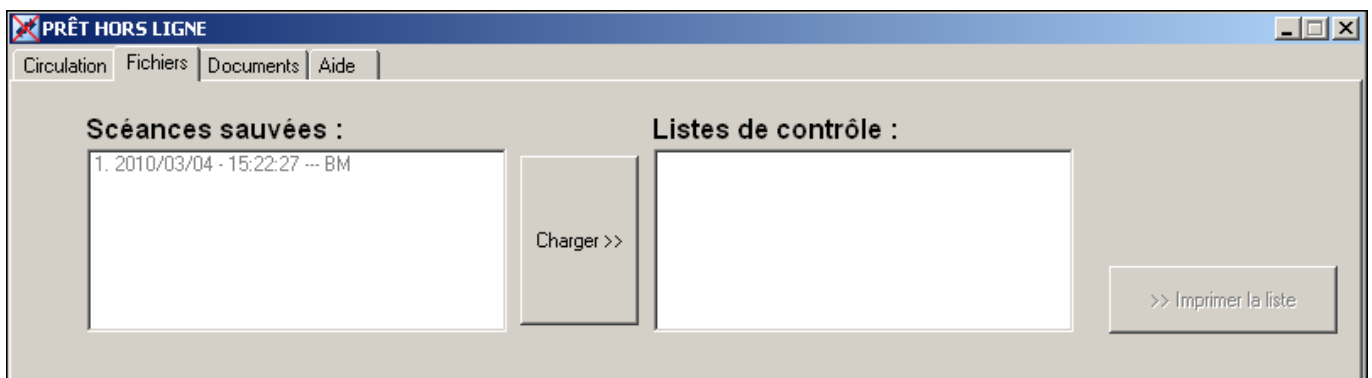 PRÊT HORS LIGNE
Circulation Fichiers Documents Aide
Scéances sauvées : Listes de contrôle :
1. 2010/03/04 - 15:22:27 --- BM
Charger >>
>> Imprimer la liste